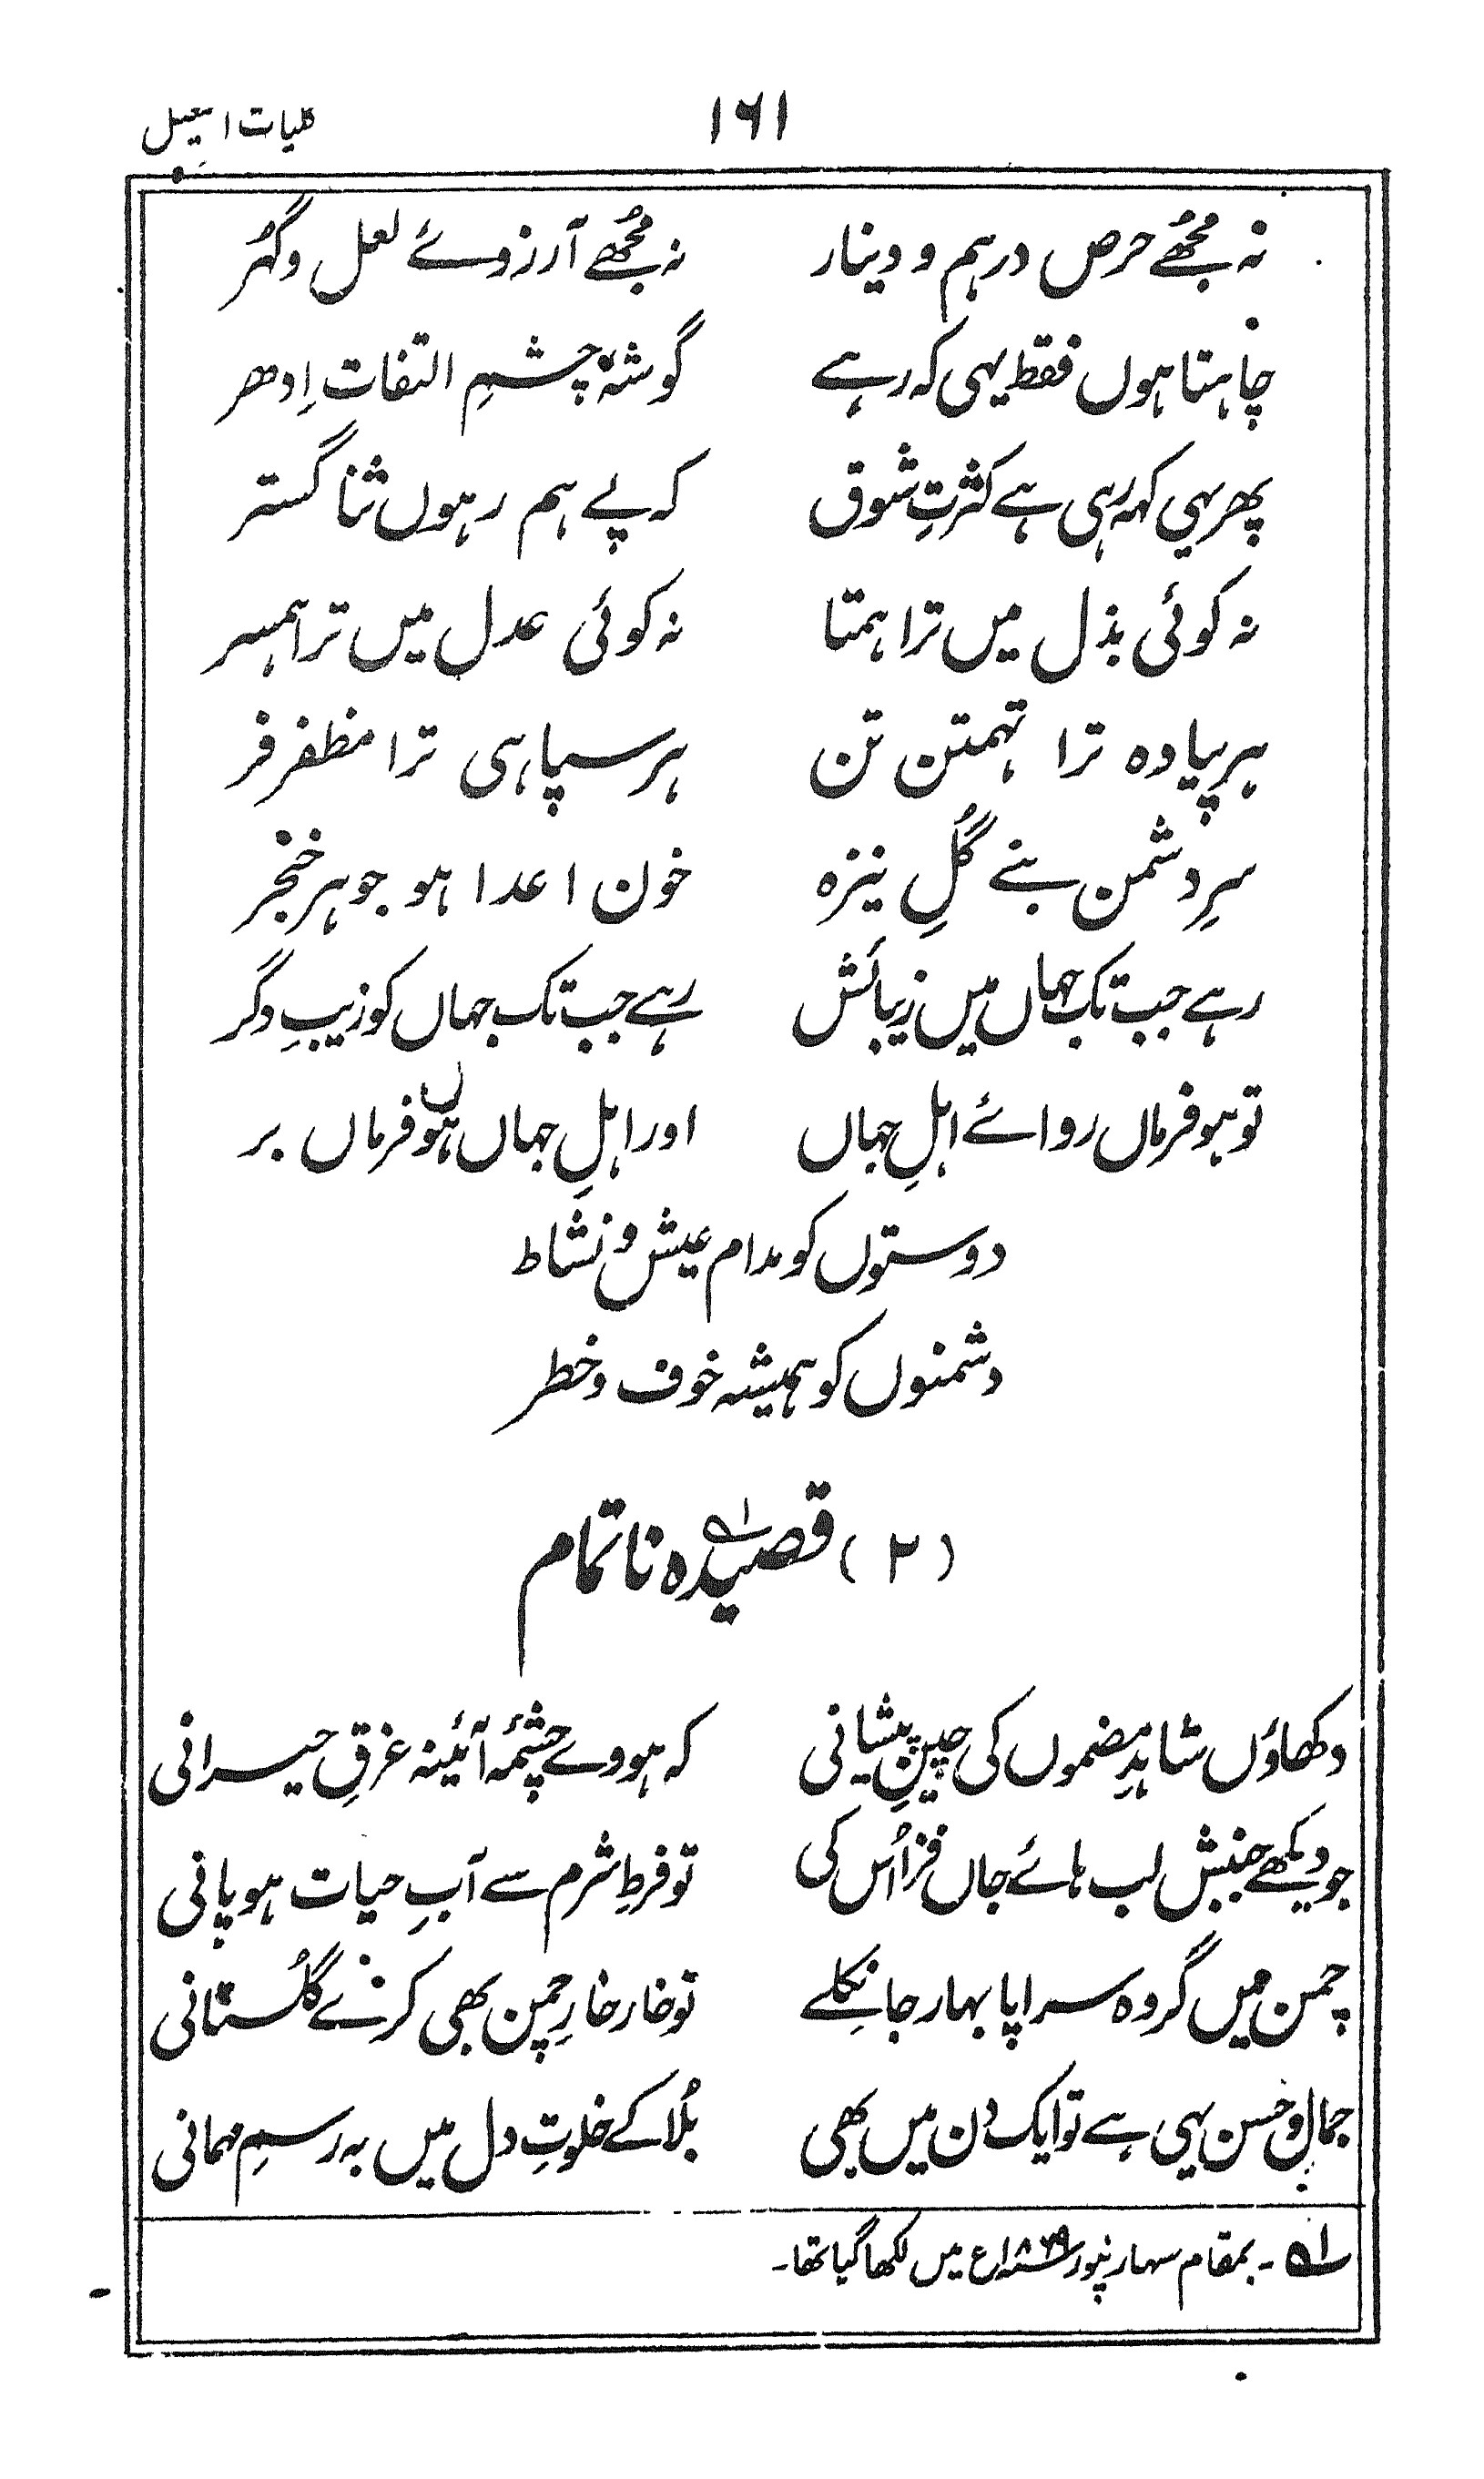 ۱۶۱ کلیات اسمٰعیل
نہ مجھے حرص درہم و دینار نہ مجھے آرزوئے لعل و گہُر
چاہتا ہوں فقط یہی کہ رہے گوشۂ چشمِ التفات اِدھر
پھر یہی کہہ رہی ہے کثرتِ شوق کہ پے ہم رہوں ثنا گستر
نہ کوئی بذل میں ترا ہمتا نہ کوئی عدل میں ترا ہمسر
ہر پیادہ ترا تہمتن تن ہر سپاہی ترا مظفر فر
سرِ دشمن بنے گُلِ نیزہ خون اعدا ہو جوہر خنجر
رہے جب تک جہاں میں زیبائش رہے جب تک جہاں کو زیبِ دگر
تو ہو فرماں روائے اہلِ جہاں اور اہلِ جہاں ہوں فرماں بر
دوستوں کو مدام عیش و نشاط
دشمنوں کو ہمیشہ خوف و خطر
(۲) قصیدہ ناتمام ؎۱
دکھاؤں شاہدِ مضموں کی چینِ پیشانی کہ ہووے چشمۂ آئینہ غرقِ حیرانی
جو دیکھے جنبش لب ہائے جاں فزا اُس کی تو فرطِ شرم سے آبِ حیات ہو پانی
چمن میں گر وہ سراپا بہار جا نکلے تو خار خارِ چمن بھی کرے گُلستانی
جمال و حسن یہی ہے تو ایک دن میں بھی بُلا کے خلوتِ دل میں بہ رسمِ مہمانی
؎۱ ۔ بمقام سہارنپور ۱۸۷۹ء میں لکھا گیا تھا۔